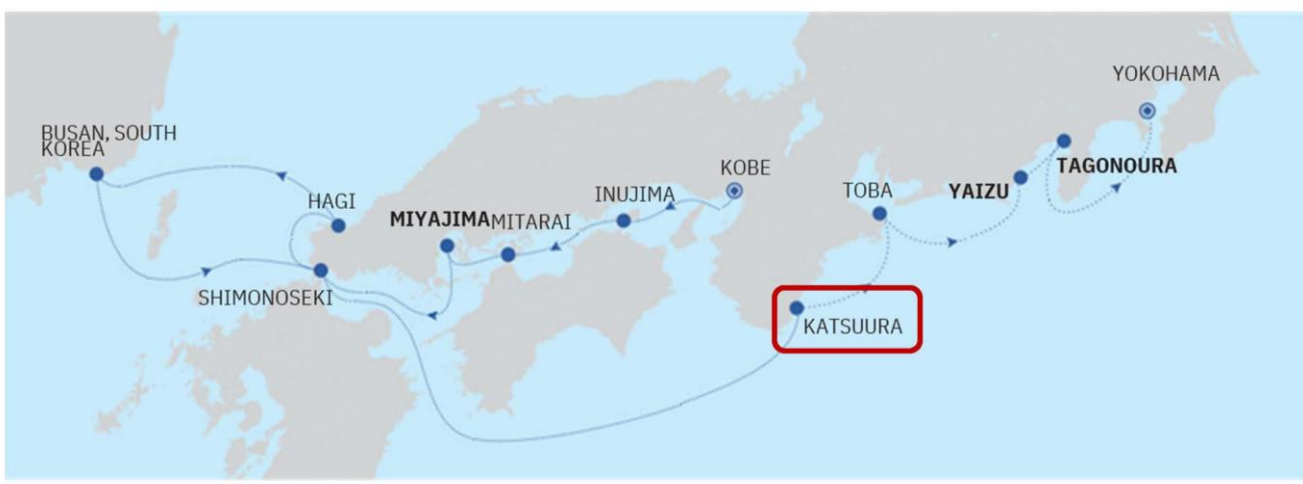 YOKOHAMA
BUSAN, SOUTH
KOREA
TAGONOURA
KOBE
HAGI
INUJIMA
TOBA
YAIZU
MIYAJIMA
MITARAI
SHIMONOSEKI
KATSUURA